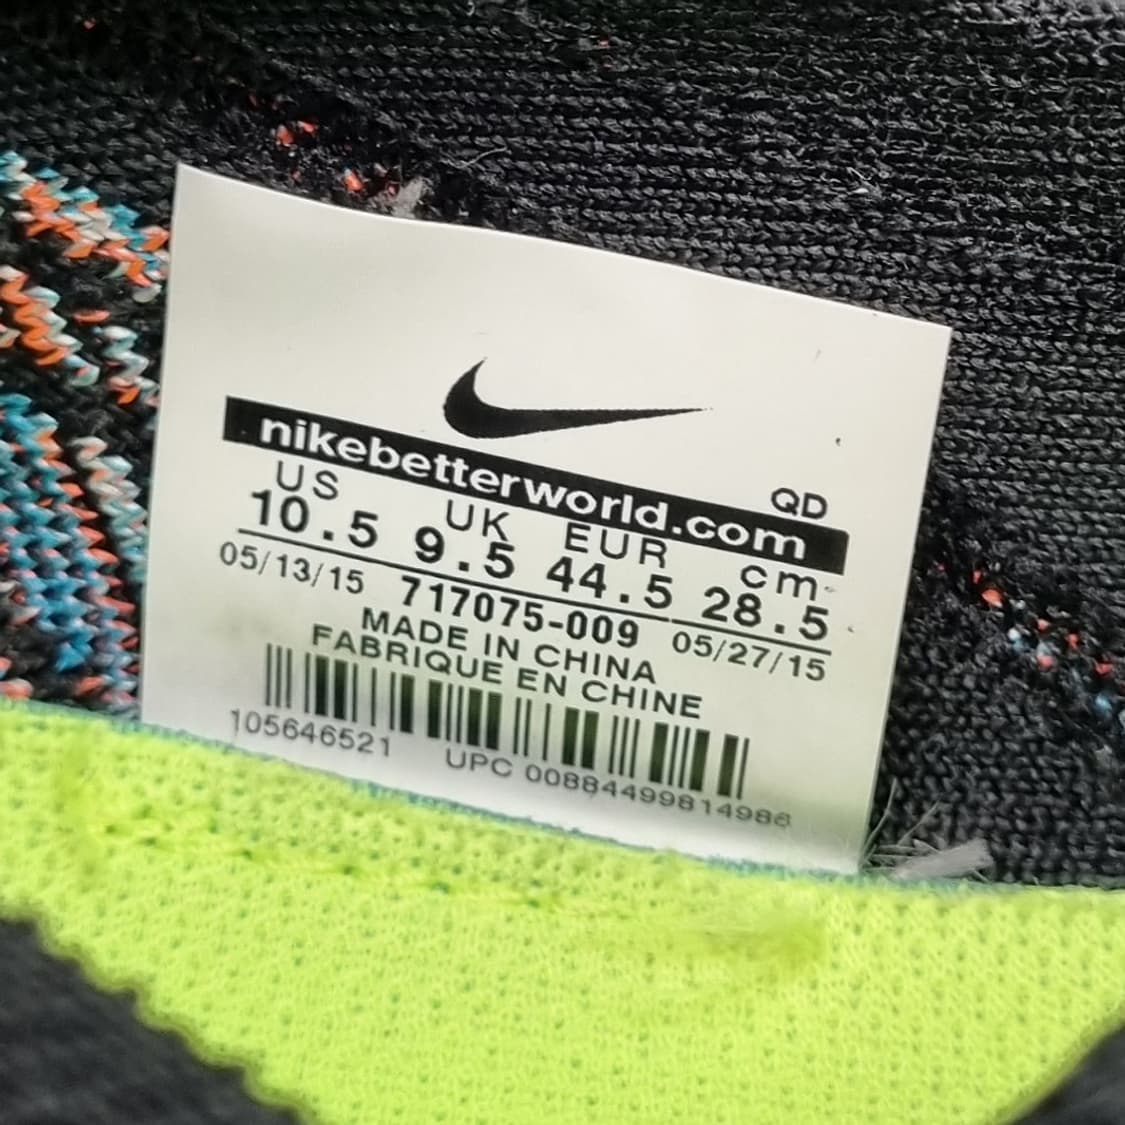 nikebetterworld.com
QD
US UK EUR cm
10.5 9.5 44.5 28.5
05/13/15 717075-009 05/27/15
MADE IN CHINA
FABRIQUE EN CHINE
105646521 UPC 00884499814986